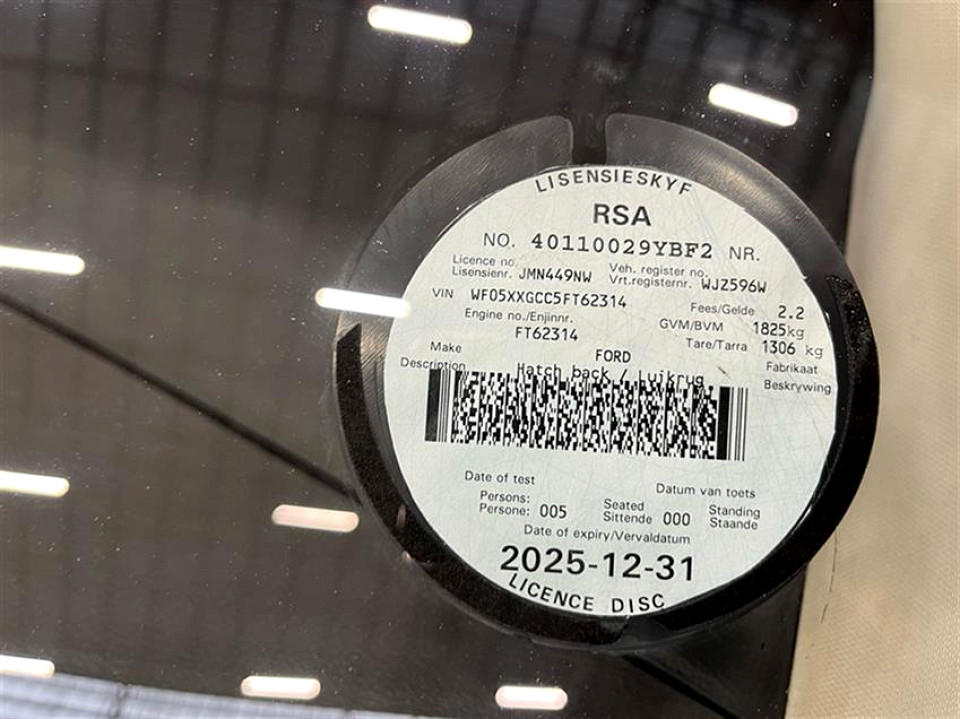 LISENSIESKYF
RSA
NO. 40110029YBF2 NR.
Licence no. Veh. register no.
Lisensienr. JMN449NW Vrt.registernr. WJZ596W
VIN WF05XXGCC5FT62314 Fees/Gelde 2.2
Engine no./Enjinnr. GVM/BVM 1825kg
FT62314 Tare/Tarra 1306 kg
Make FORD Fabrikaat
Description Hatch back / Luikrug Beskrywing
Date of test Datum van toets
Persons: Seated Standing
Persone: 005 Sittende 000 Staande
Date of expiry/Vervaldatum
2025-12-31
LICENCE DISC